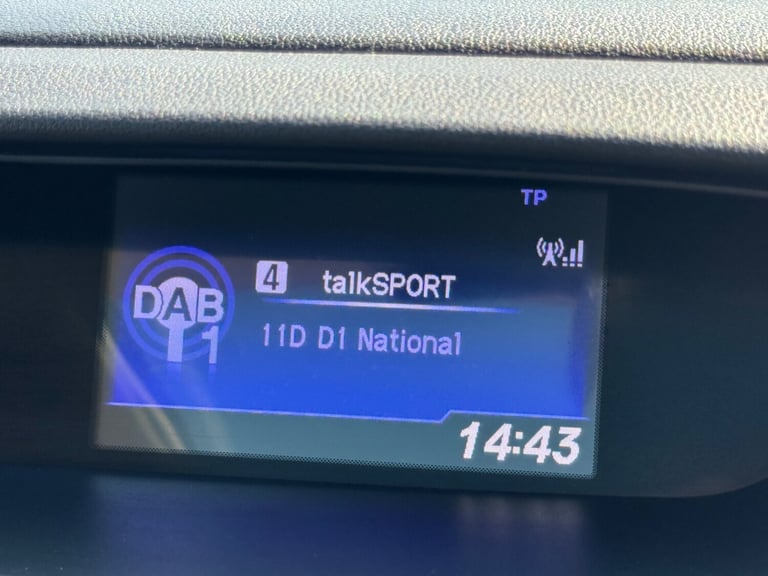 TP
DAB 1
4 talkSPORT
11D D1 National
14:43